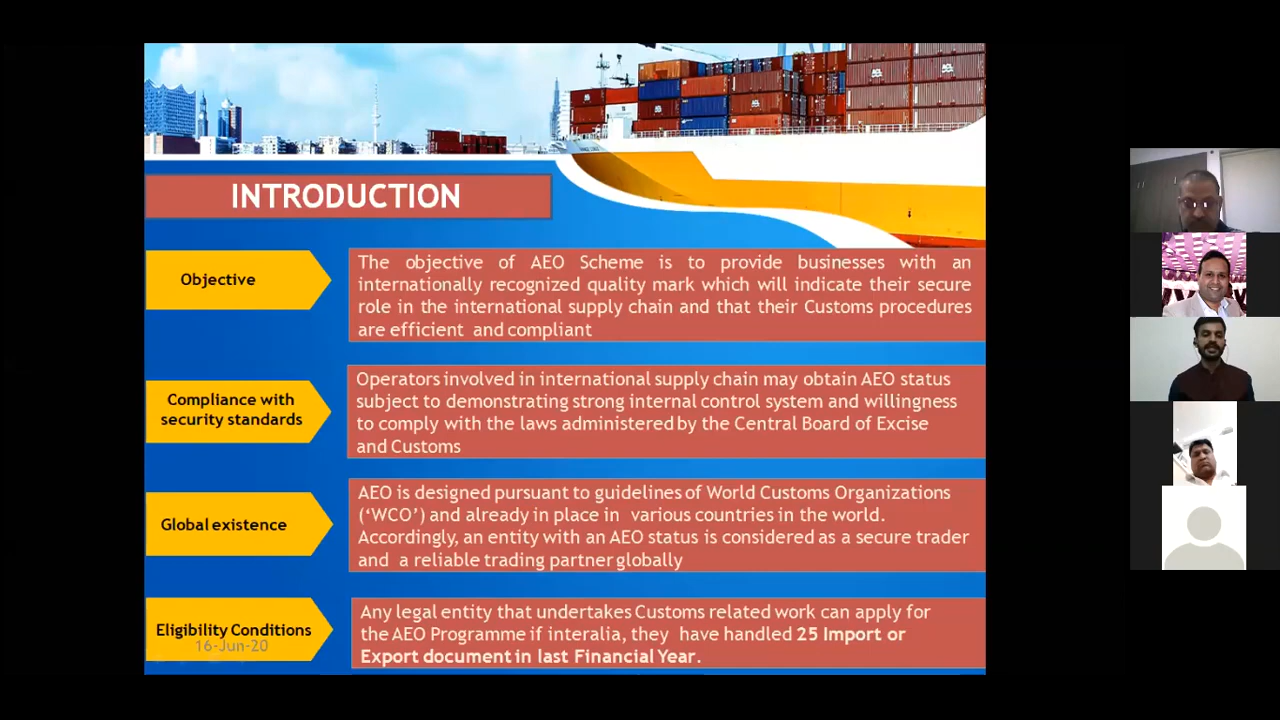 INTRODUCTION
Objective
The objective of AEO Scheme is to provide businesses with an
internationally recognized quality mark which will indicate their secure
role in the international supply chain and that their Customs procedures
are efficient and compliant
Compliance with
security standards
Operators involved in international supply chain may obtain AEO status
subject to demonstrating strong internal control system and willingness
to comply with the laws administered by the Central Board of Excise
and Customs
Global existence
AEO is designed pursuant to guidelines of World Customs Organizations
(‘WCO’) and already in place in various countries in the world.
Accordingly, an entity with an AEO status is considered as a secure trader
and a reliable trading partner globally
Eligibility Conditions
16-Jun-20
Any legal entity that undertakes Customs related work can apply for
the AEO Programme if interalia, they have handled 25 Import or
Export document in last Financial Year.